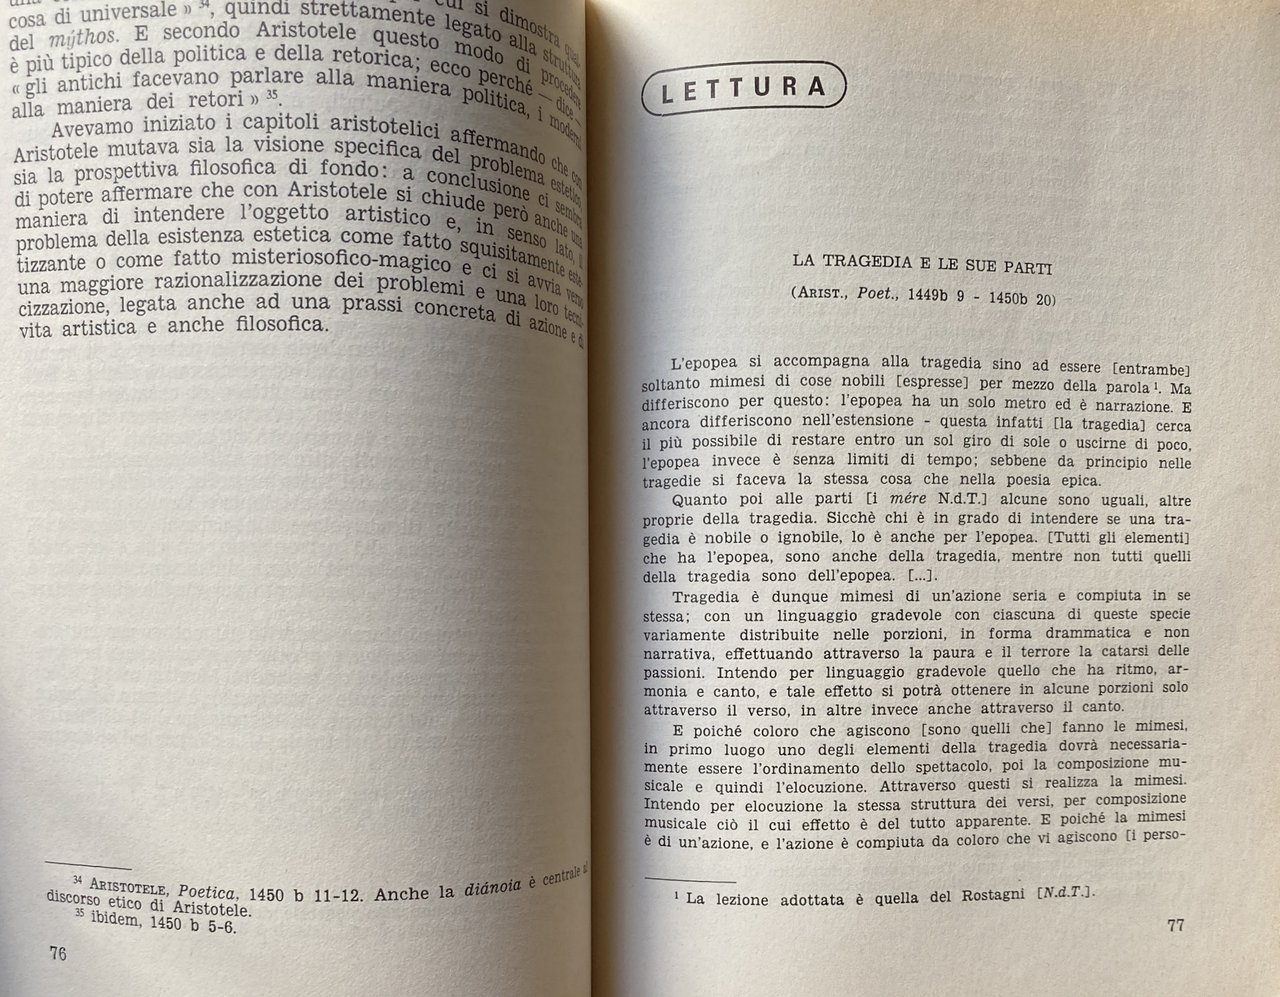 cosa di universale » 34, quindi strettamente legato alla struttura
del mýthos. E secondo Aristotele questo modo di procedere
è più tipico della politica e della retorica; ecco perché — dice —
« gli antichi facevano parlare alla maniera politica, i moderni
alla maniera dei retori » 35.
Avevamo iniziato i capitoli aristotelici affermando che con
Aristotele mutava sia la visione specifica del problema estetico
sia la prospettiva filosofica di fondo: a conclusione ci sembra
di potere affermare che con Aristotele si chiude però anche una
maniera di intendere l'oggetto artistico e, in senso lato, il
problema della esistenza estetica come fatto squisitamente este-
tizzante o come fatto misteriosofico-magico e ci si avvia verso
una maggiore razionalizzazione dei problemi e una loro tecni-
cizzazione, legata anche ad una prassi concreta di azione e di
vita artistica e anche filosofica.
34 ARISTOTELE, Poetica, 1450 b 11-12. Anche la diánoia è centrale al
discorso etico di Aristotele.
35 ibidem, 1450 b 5-6.
76
LETTURA
LA TRAGEDIA E LE SUE PARTI
(ARIST., Poet., 1449b 9 - 1450b 20)
L'epopea si accompagna alla tragedia sino ad essere [entrambe]
soltanto mimesi di cose nobili [espresse] per mezzo della parola 1. Ma
differiscono per questo: l'epopea ha un solo metro ed è narrazione. E
ancora differiscono nell'estensione - questa infatti [la tragedia] cerca
il più possibile di restare entro un sol giro di sole o uscirne di poco,
l'epopea invece è senza limiti di tempo; sebbene da principio nelle
tragedie si faceva la stessa cosa che nella poesia epica.
Quanto poi alle parti [i mére N.d.T.] alcune sono uguali, altre
proprie della tragedia. Sicchè chi è in grado di intendere se una tra-
gedia è nobile o ignobile, lo è anche per l'epopea. [Tutti gli elementi]
che ha l'epopea, sono anche della tragedia, mentre non tutti quelli
della tragedia sono dell'epopea. [...].
Tragedia è dunque mimesi di un'azione seria e compiuta in se
stessa; con un linguaggio gradevole con ciascuna di queste specie
variamente distribuite nelle porzioni, in forma drammatica e non
narrativa, effettuando attraverso la paura e il terrore la catarsi delle
passioni. Intendo per linguaggio gradevole quello che ha ritmo, ar-
monia e canto, e tale effetto si potrà ottenere in alcune porzioni solo
attraverso il verso, in altre invece anche attraverso il canto.
E poiché coloro che agiscono [sono quelli che] fanno le mimesi,
in primo luogo uno degli elementi della tragedia dovrà necessaria-
mente essere l'ordinamento dello spettacolo, poi la composizione mu-
sicale e quindi l'elocuzione. Attraverso questi si realizza la mimesi.
Intendo per elocuzione la stessa struttura dei versi, per composizione
musicale ciò il cui effetto è del tutto apparente. E poiché la mimesi
è di un'azione, e l'azione è compiuta da coloro che vi agiscono [i perso-
1 La lezione adottata è quella del Rostagni [N.d.T.].
77